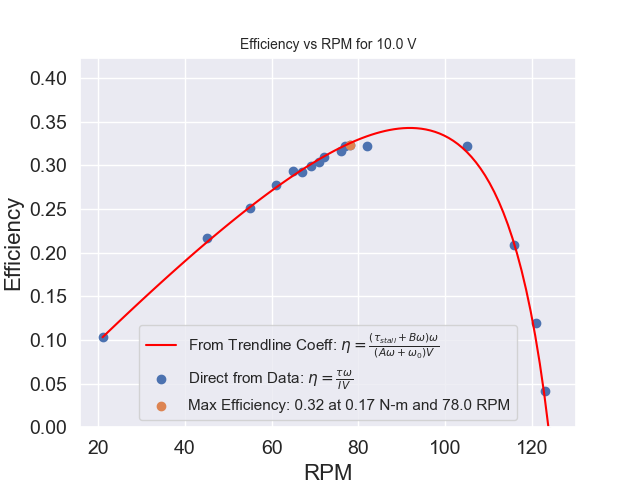 Efficiency vs RPM for 10.0 V
Efficiency
0.40
0.35
0.30
0.25
0.20
0.15
0.10
0.05
0.00
From Trendline Coeff: η = (τ_stall + Bω)ω / (Aω + ω₀)V
Direct from Data: η = τω / IV
Max Efficiency: 0.32 at 0.17 N-m and 78.0 RPM
20 40 60 80 100 120
RPM